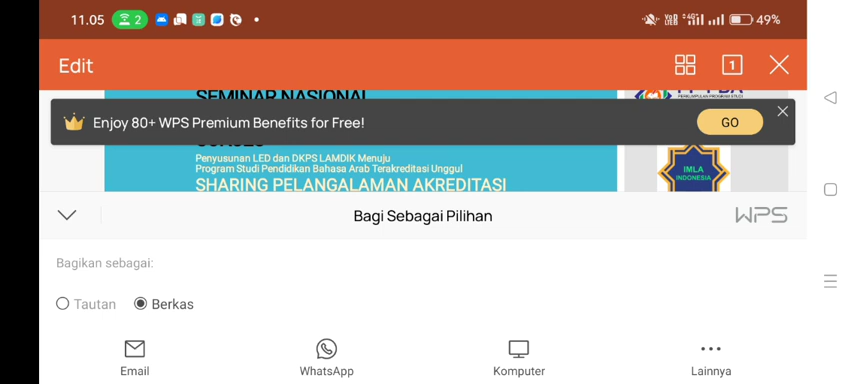 11.05 2 49%
Edit 1
SEMINAR NASIONAL
Enjoy 80+ WPS Premium Benefits for Free! GO
Penyusunan LED dan DKPS LAMDIK Menuju
Program Studi Pendidikan Bahasa Arab Terakreditasi Unggul
SHARING PELANGALAMAN AKREDITASI
IMLA
INDONESIA
Bagi Sebagai Pilihan WPS
Bagikan sebagai:
Tautan Berkas
Email WhatsApp Komputer Lainnya